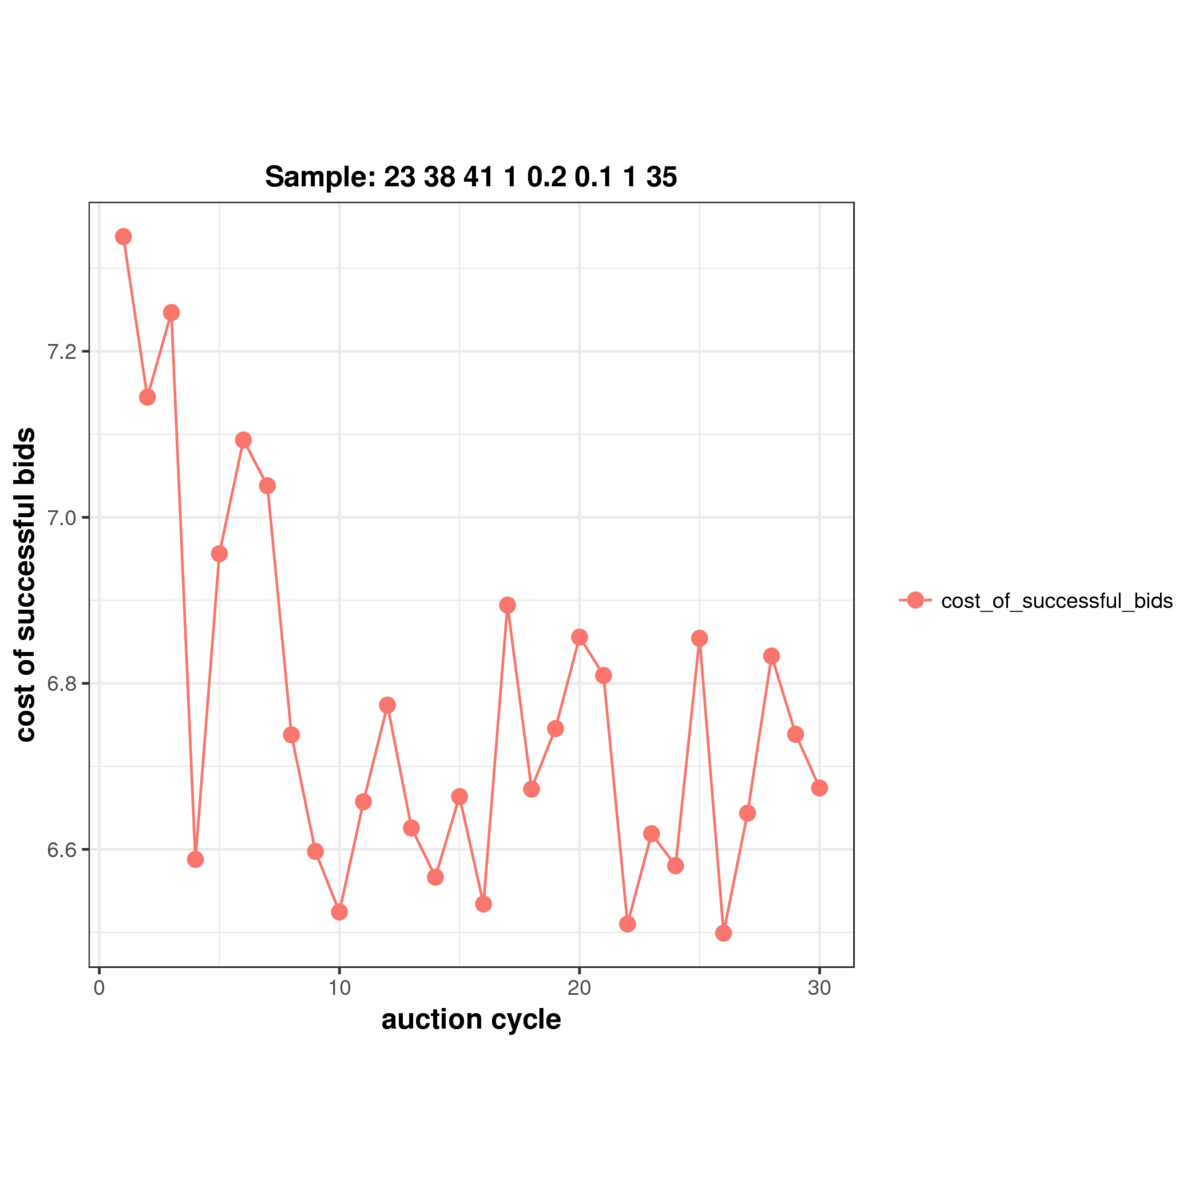 Sample: 23 38 41 1 0.2 0.1 1 35
cost of successful bids
7.2
7.0
6.8
6.6
0 10 20 30
auction cycle
cost_of_successful_bids